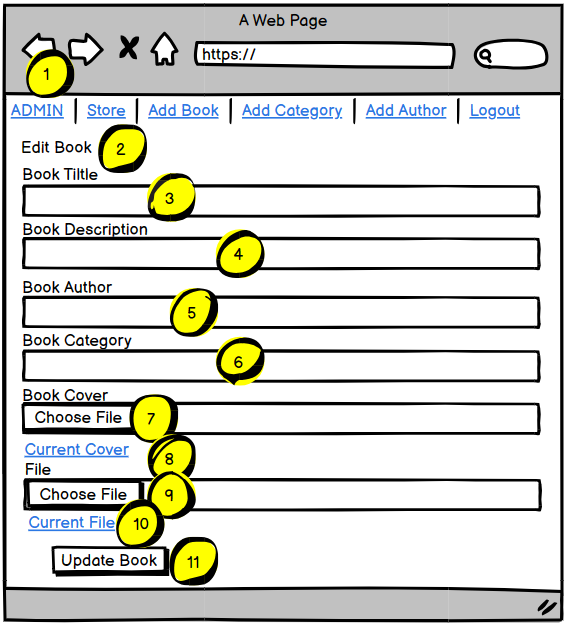 A Web Page
https://
1
ADMIN Store Add Book Add Category Add Author Logout
Edit Book 2
Book Tiltle
3
Book Description
4
Book Author
5
Book Category
6
Book Cover
Choose File 7
Current Cover 8
File
Choose File 9
Current File 10
Update Book 11